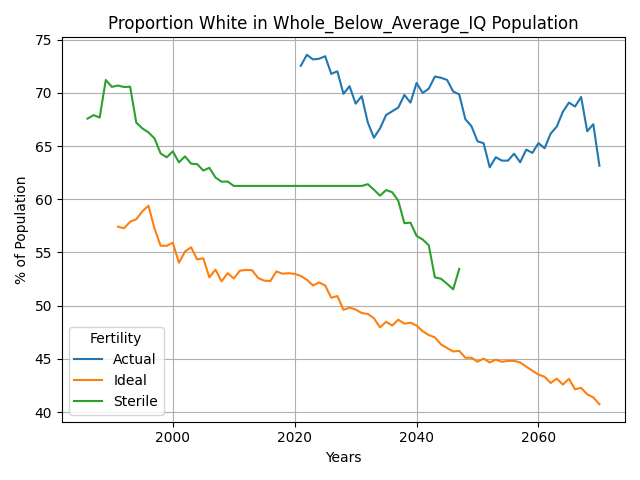 Proportion White in Whole_Below_Average_IQ Population
75
70
65
60
55
50
45
40
% of Population
Fertility
Actual
Ideal
Sterile
2000
2020
2040
2060
Years